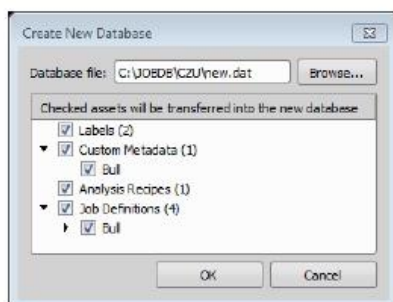 Create New Database
Database file: C:\JOBDB\CZU\new.dat Browse...
Checked assets will be transferred into the new database
Labels (2)
Custom Metadata (1)
Bull
Analysis Recipes (1)
Job Definitions (4)
Bull
OK Cancel